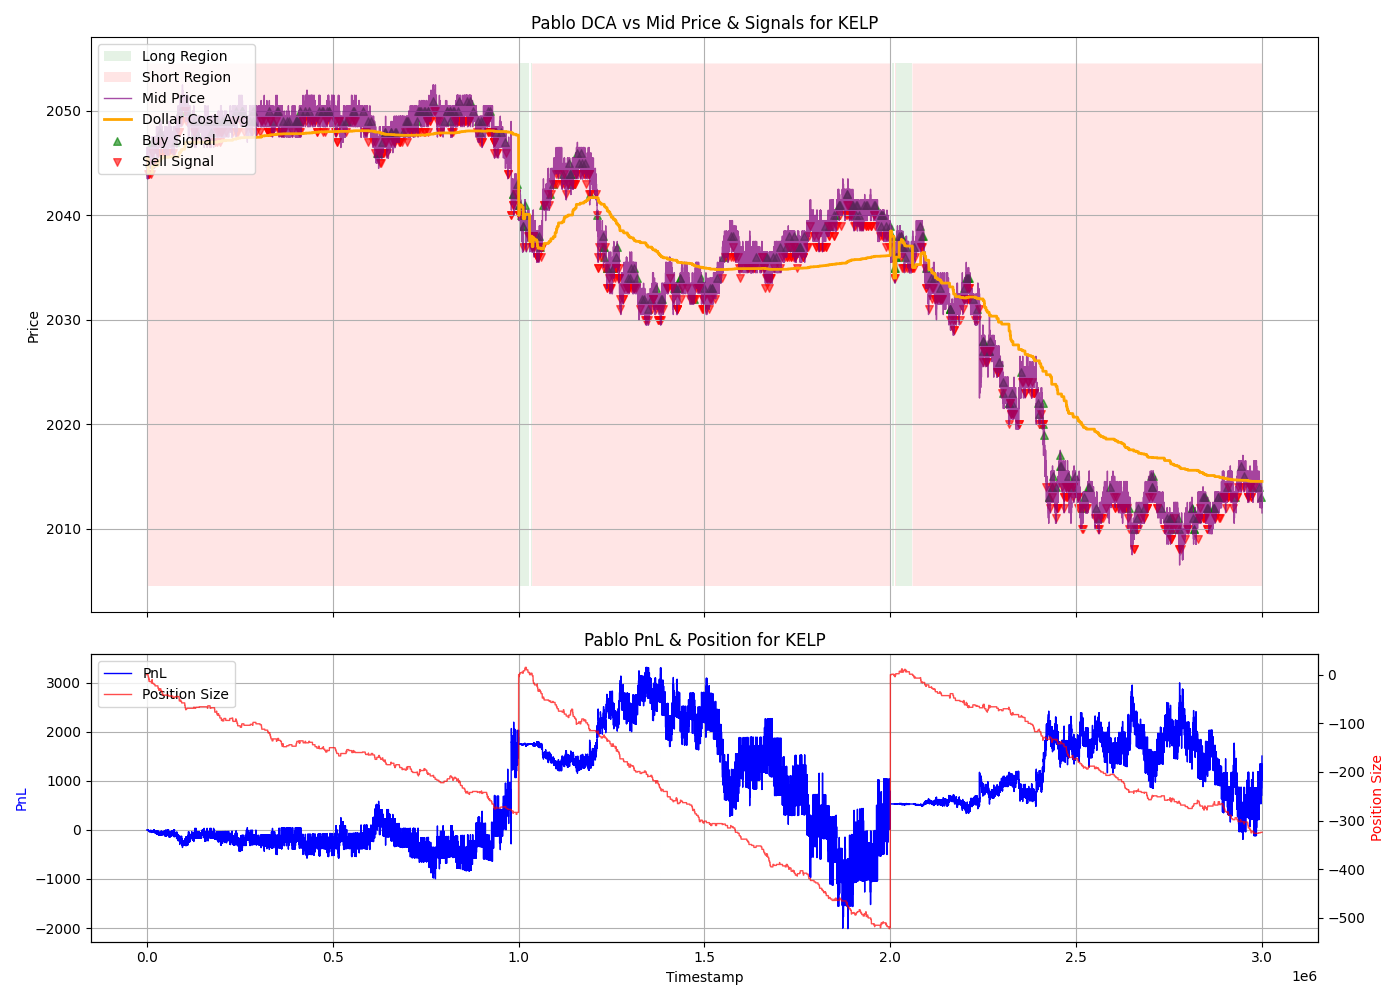 Pablo DCA vs Mid Price & Signals for KELP
Long Region
Short Region
Mid Price
Dollar Cost Avg
Buy Signal
Sell Signal
Price
2050
2040
2030
2020
2010
Pablo PnL & Position for KELP
PnL
Position Size
PnL
3000
2000
1000
0
−1000
−2000
0
−100
−200
−300
−400
−500
Position Size
0.0
0.5
1.0
1.5
2.0
2.5
3.0
1e6
Timestamp